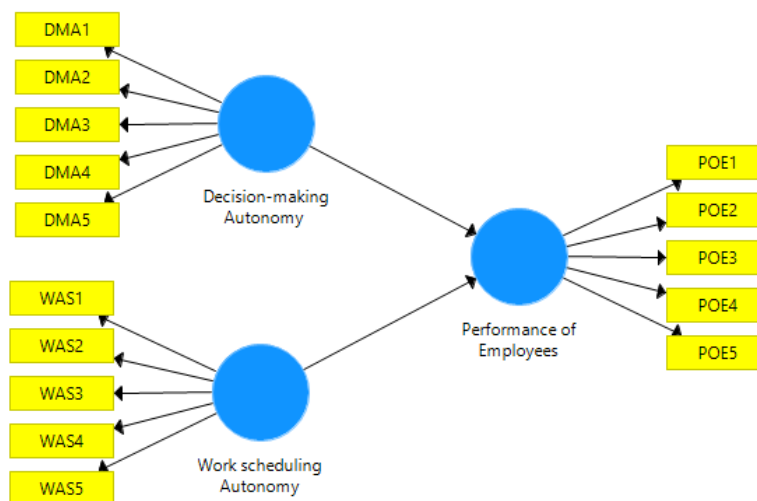 DMA1
DMA2
DMA3
DMA4
DMA5
Decision-making
Autonomy
WAS1
WAS2
WAS3
WAS4
WAS5
Work scheduling
Autonomy
POE1
POE2
POE3
POE4
POE5
Performance of
Employees